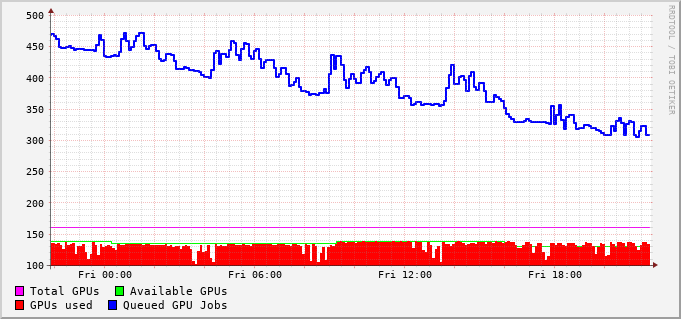 500
450
400
350
300
250
200
150
100
Fri 00:00 Fri 06:00 Fri 12:00 Fri 18:00
Total GPUs Available GPUs
GPUs used Queued GPU Jobs
RRDTOOL / TOBI OETIKER